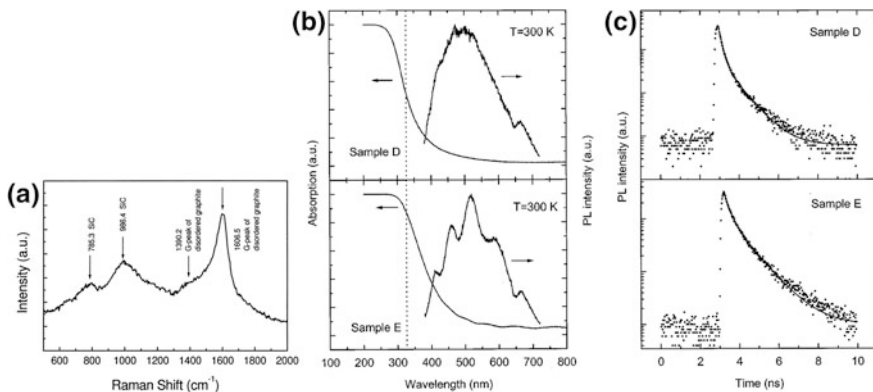 (a)
Intensity (a.u.)
785.3 SiC
986.4 SiC
1390.2
G-peak of
disordered graphite
1606.5
G-peak of
disordered graphite
600 800 1000 1200 1400 1600 1800 2000
Raman Shift (cm-1)
(b)
T=300 K
Sample D
T=300 K
Sample E
Absorption (a.u.)
PL intensity (a.u.)
100 200 300 400 500 600 700 800
Wavelength (nm)
(c)
Sample D
Sample E
PL intensity (a.u.)
0 2 4 6 8 10
Time (ns)